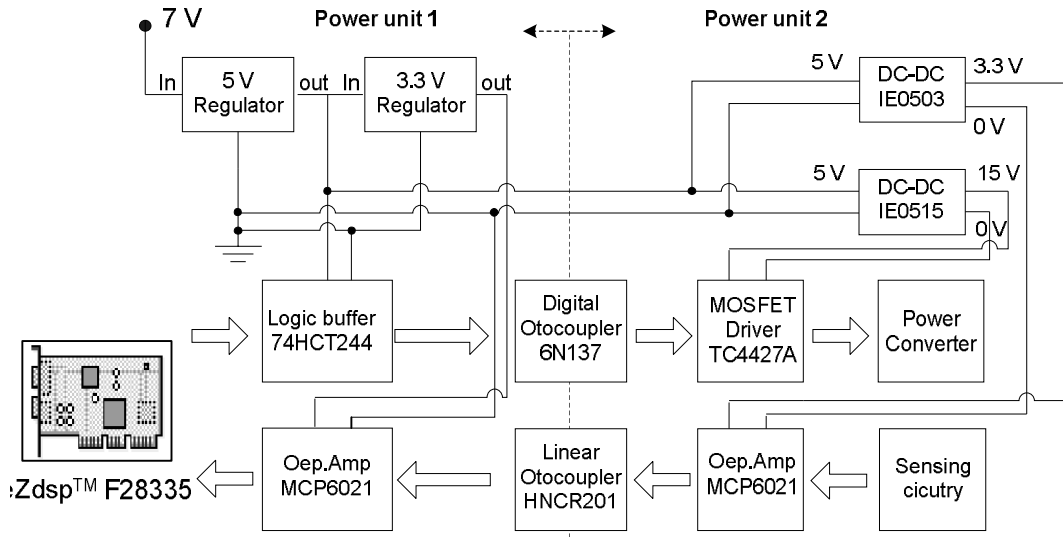 7 V
Power unit 1
Power unit 2
In
5 V
Regulator
out
In
3.3 V
Regulator
out
5 V
DC-DC
IE0503
3.3 V
0 V
5 V
DC-DC
IE0515
15 V
0 V
Logic buffer
74HCT244
Digital
Otocoupler
6N137
MOSFET
Driver
TC4427A
Power
Converter
eZdsp™ F28335
Oep.Amp
MCP6021
Linear
Otocoupler
HNCR201
Oep.Amp
MCP6021
Sensing
cicutry